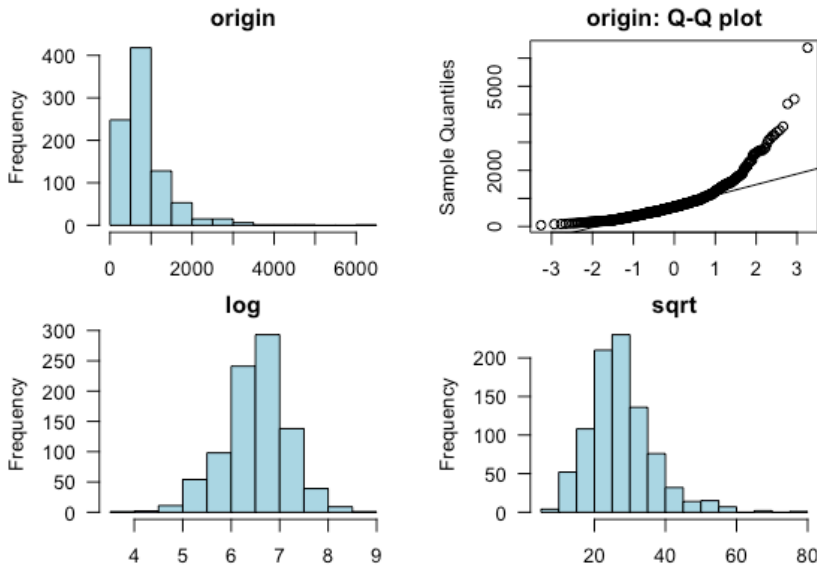 origin
Frequency
400
300
200
100
0
0 2000 4000 6000
origin: Q-Q plot
Sample Quantiles
5000
2000
0
-3 -2 -1 0 1 2 3
log
Frequency
300
250
200
150
100
50
0
4 5 6 7 8 9
sqrt
Frequency
200
150
100
50
0
20 40 60 80